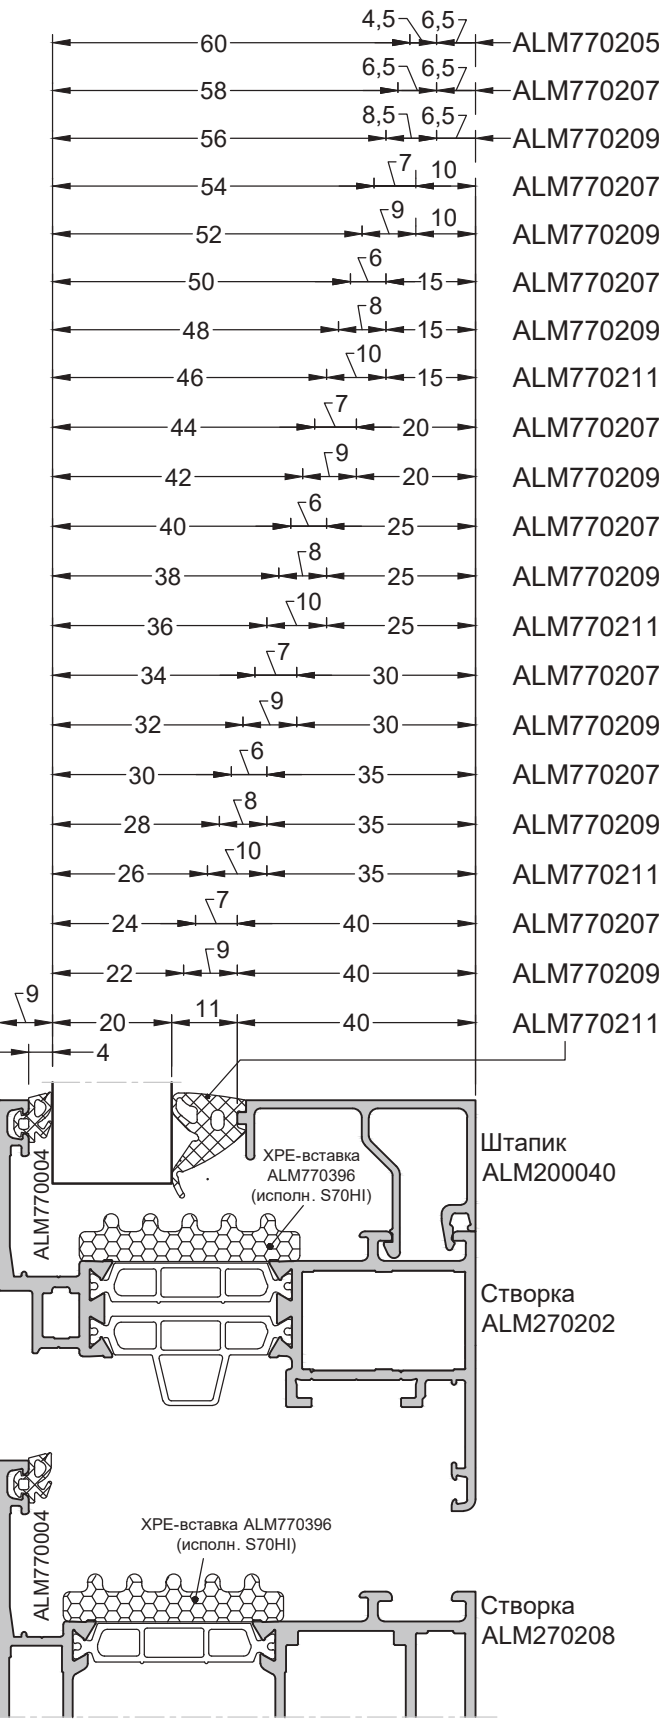 4,5 6,5
60 ALM770205
6,5 6,5
58 ALM770207
8,5 6,5
56 ALM770209
7 10
54 ALM770207
9 10
52 ALM770209
6
50 15 ALM770207
8
48 15 ALM770209
10
46 15 ALM770211
7
44 20 ALM770207
9
42 20 ALM770209
6
40 25 ALM770207
8
38 25 ALM770209
10
36 25 ALM770211
7
34 30 ALM770207
9
32 30 ALM770209
6
30 35 ALM770207
8
28 35 ALM770209
10
26 35 ALM770211
7
24 40 ALM770207
9
22 40 ALM770209
9 11
20 40 ALM770211
4
ALM770004
XPE-вставка
ALM770396
(исполн. S70HI)
Штапик
ALM200040
Створка
ALM270202
ALM770004
XPE-вставка ALM770396
(исполн. S70HI)
Створка
ALM270208